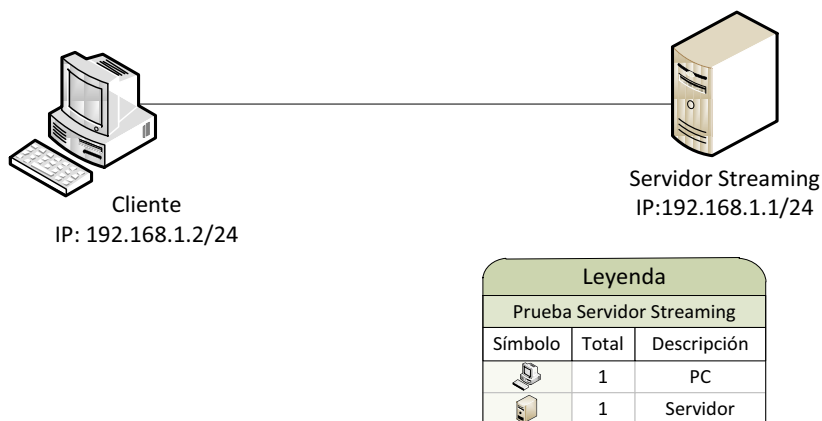 Cliente
IP: 192.168.1.2/24
Servidor Streaming
IP:192.168.1.1/24
Leyenda
Prueba Servidor Streaming
Símbolo Total Descripción
1 PC
1 Servidor